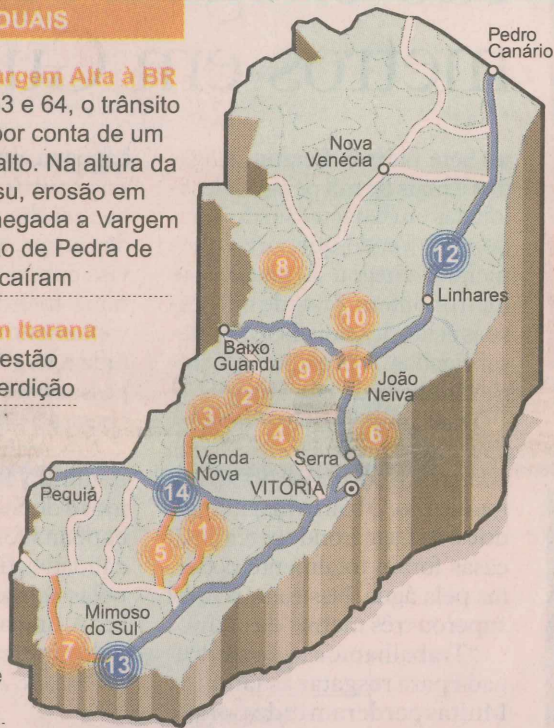 DUAIS
argem Alta à BR
3 e 64, o trânsito
por conta de um
alto. Na altura da
su, erosão em
hegada a Vargem
o de Pedra de
caíram
m Itarana
estão
erdição
Pedro
Canário
Nova
Venécia
12
8
Linhares
10
Baixo
Guandu
9
11
João
Neiva
2
3
4
6
Venda
Nova
Serra
Pequiá
14
VITÓRIA
1
5
Mimoso
do Sul
7
13
e